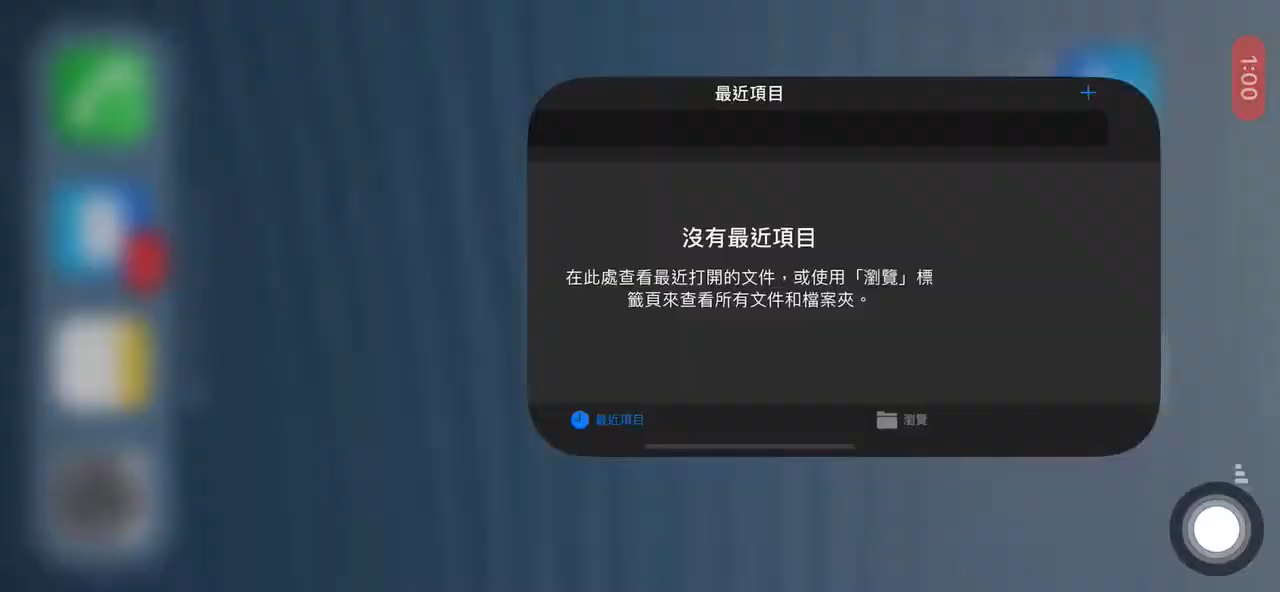 最近項目
1:00
沒有最近項目
在此處查看最近打開的文件，或使用「瀏覽」標
籤頁來查看所有文件和檔案夾。
最近項目
瀏覽